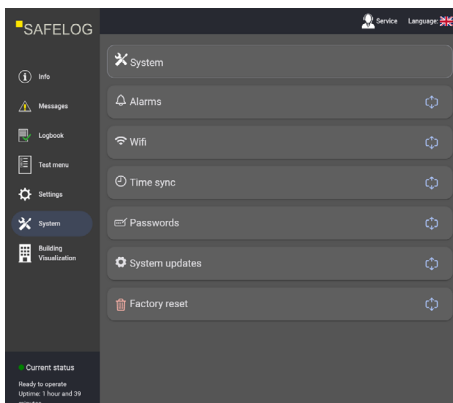 SAFELOG
Service
Language:
System
Info
Alarms
Messages
Wifi
Logbook
Test menu
Time sync
Settings
Passwords
System
Building
Visualization
System updates
Factory reset
Current status
Ready to operate
Uptime: 1 hour and 39